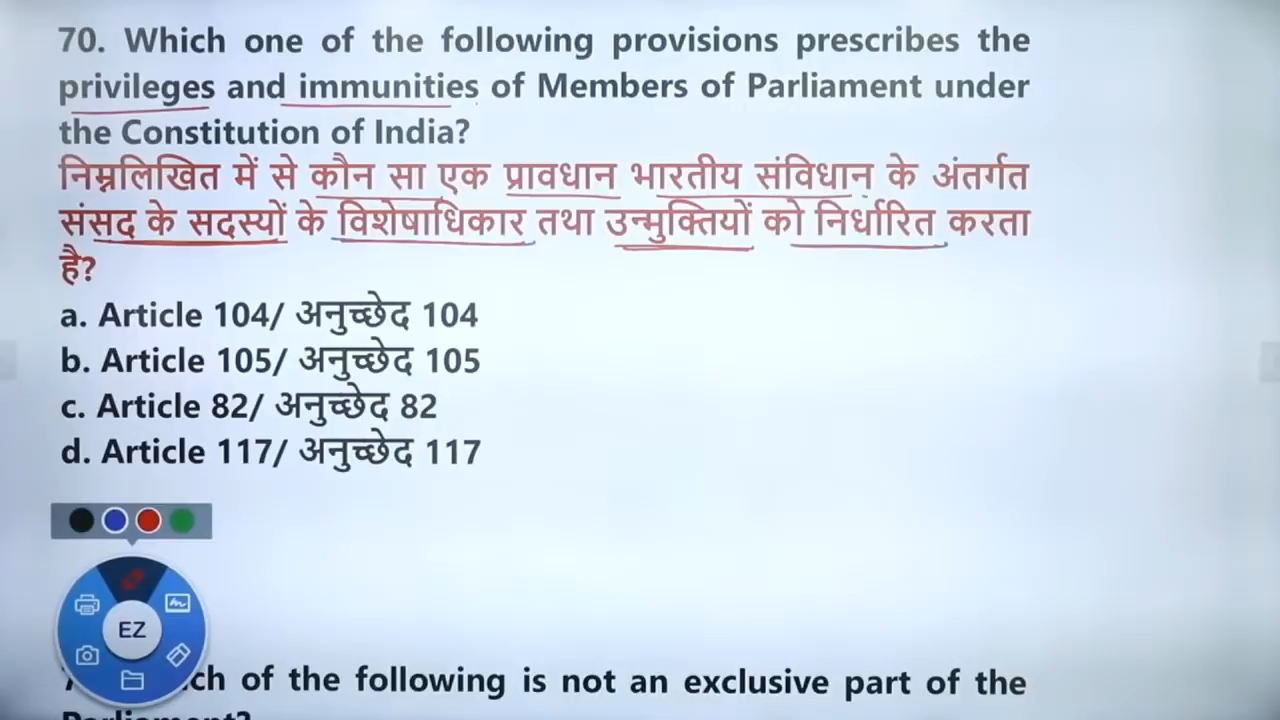 70. Which one of the following provisions prescribes the
privileges and immunities of Members of Parliament under
the Constitution of India?
निम्नलिखित में से कौन सा एक प्रावधान भारतीय संविधान के अंतर्गत
संसद के सदस्यों के विशेषाधिकार तथा उन्मुक्तियों को निर्धारित करता
है?
a. Article 104/ अनुच्छेद 104
b. Article 105/ अनुच्छेद 105
c. Article 82/ अनुच्छेद 82
d. Article 117/ अनुच्छेद 117
EZ
of the following is not an exclusive part of the
Parliament?